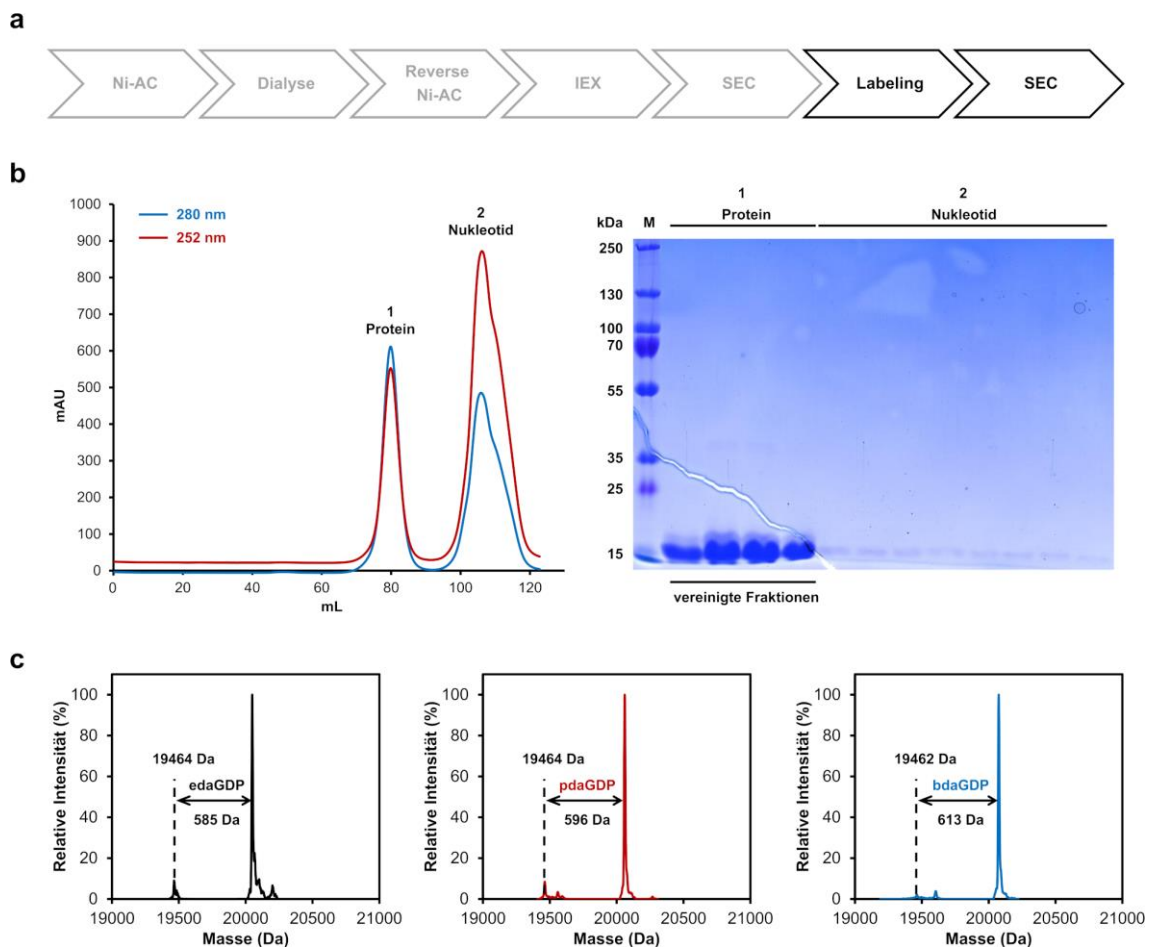 a
Ni-AC
Dialyse
Reverse
Ni-AC
IEX
SEC
Labeling
SEC
b
1000
900
800
700
600
500
400
300
200
100
0
mAU
0
20
40
60
80
100
120
mL
280 nm
252 nm
1
Protein
2
Nukleotid
kDa
M
1
Protein
2
Nukleotid
250
130
100
70
55
35
25
15
vereinigte Fraktionen
c
Relative Intensität (%)
100
80
60
40
20
0
19464 Da
edaGDP
585 Da
19000
19500
20000
20500
21000
Masse (Da)
Relative Intensität (%)
100
80
60
40
20
0
19464 Da
pdaGDP
596 Da
19000
19500
20000
20500
21000
Masse (Da)
Relative Intensität (%)
100
80
60
40
20
0
19462 Da
bdaGDP
613 Da
19000
19500
20000
20500
21000
Masse (Da)